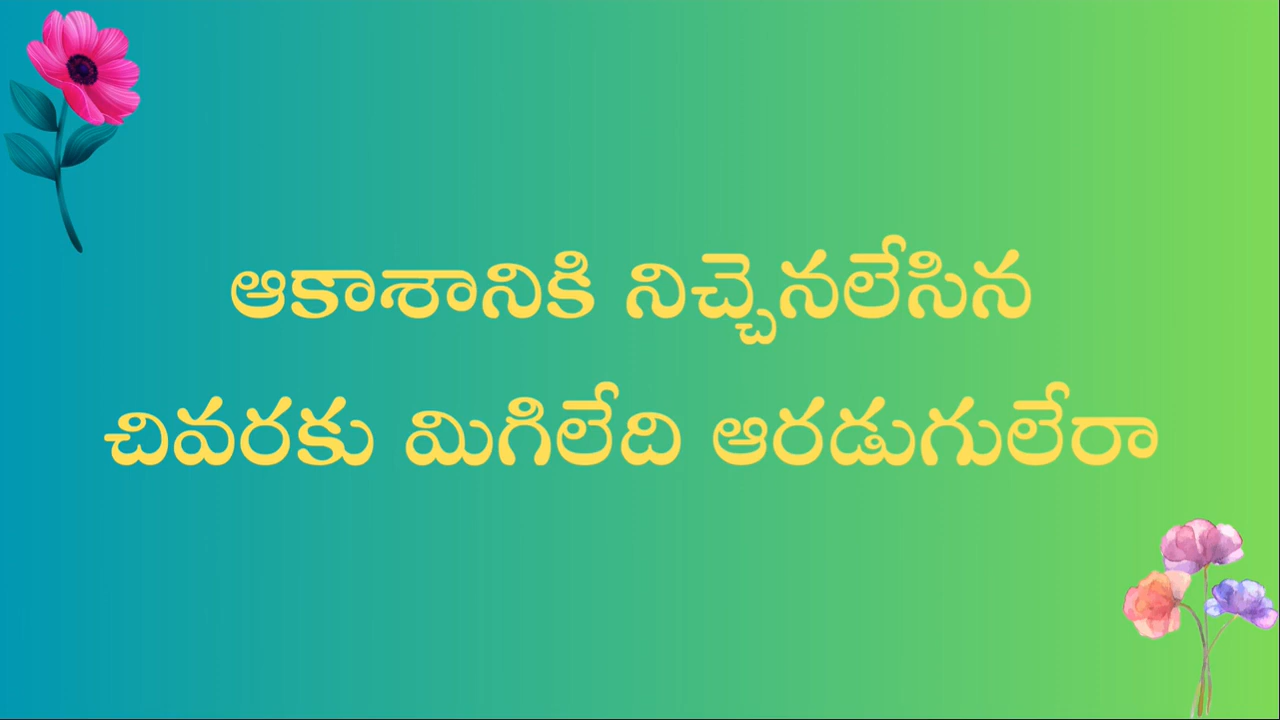 ఆకాశానికి నిచ్చెనలేసిన
చివరకు మిగిలేది ఆరడుగులేరా